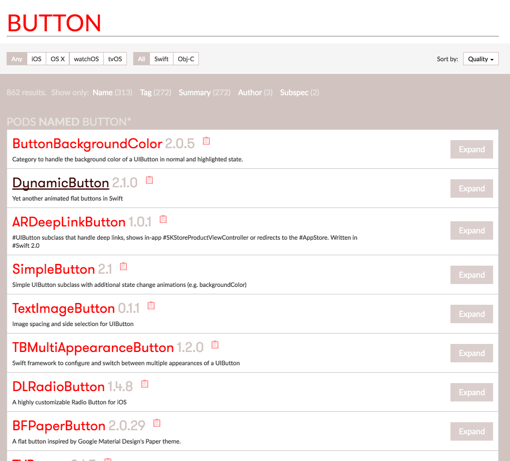 BUTTON
Any iOS OS X watchOS tvOS All Swift Obj-C Sort by: Quality
862 results. Show only: Name (313) Tag (272) Summary (272) Author (3) Subspec (2)
PODS NAMED BUTTON*
ButtonBackgroundColor 2.0.5
Expand
Category to handle the background color of a UIButton in normal and highlighted state.
DynamicButton 2.1.0
Expand
Yet another animated flat buttons in Swift
ARDeepLinkButton 1.0.1
Expand
#UIButton subclass that handle deep links, shows in-app #SKStoreProductViewController or redirects to the #AppStore. Written in
#Swift 2.0
SimpleButton 2.1
Expand
Simple UIButton subclass with additional state change animations (e.g. backgroundColor)
TextImageButton 0.1.1
Expand
Image spacing and side selection for UIButton
TBMultiAppearanceButton 1.2.0
Expand
Swift framework to configure and switch between multiple appearances of a UIButton
DLRadioButton 1.4.8
Expand
A highly customizable Radio Button for iOS
BFPaperButton 2.0.29
Expand
A flat button inspired by Google Material Design's Paper theme.